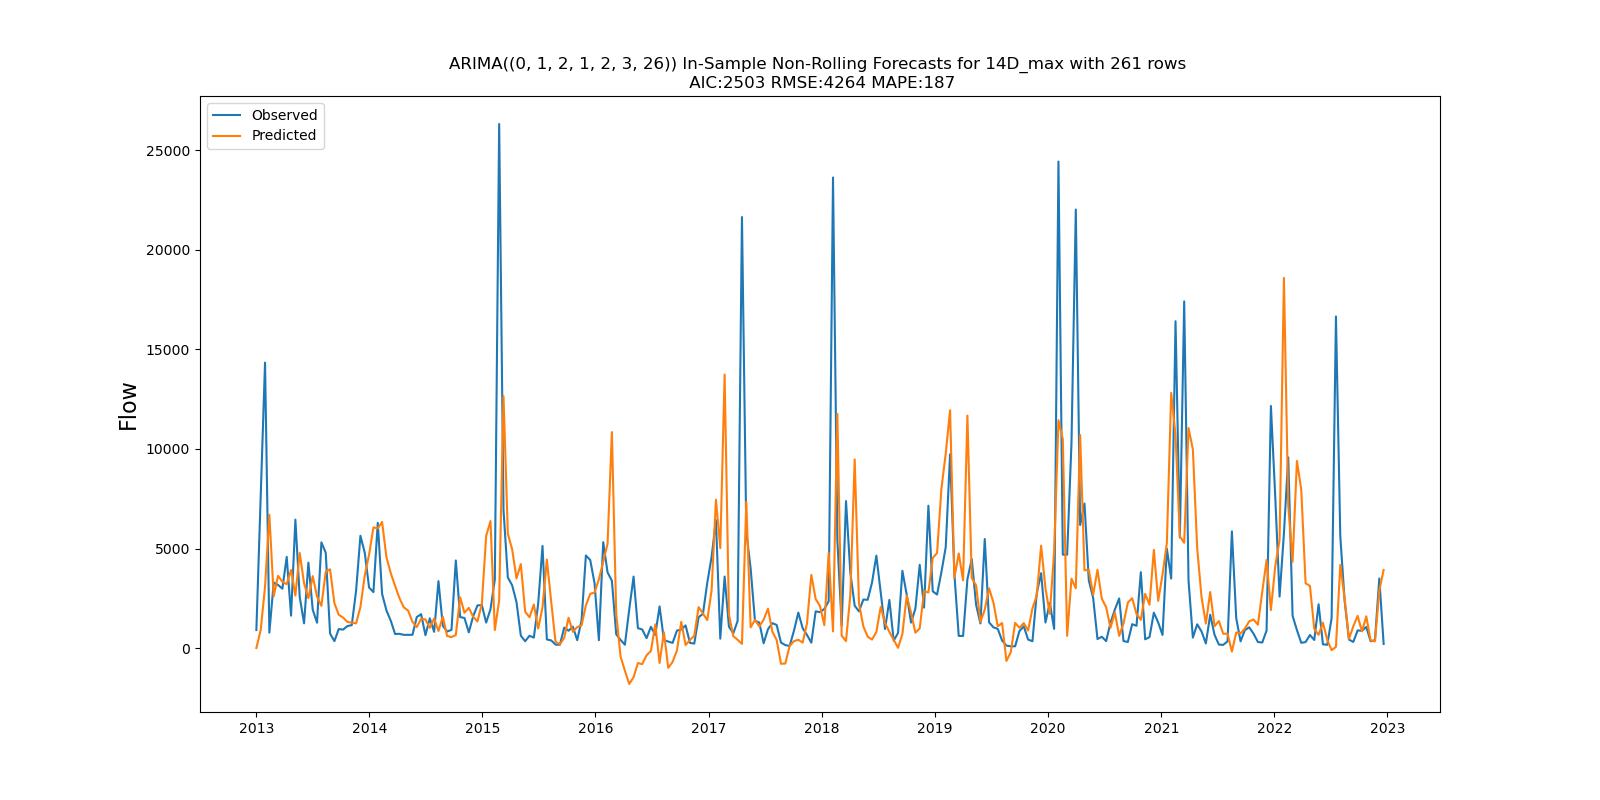 ARIMA((0, 1, 2, 1, 2, 3, 26)) In-Sample Non-Rolling Forecasts for 14D_max with 261 rows
AIC:2503 RMSE:4264 MAPE:187
Observed
Predicted
Flow
25000
20000
15000
10000
5000
0
2013 2014 2015 2016 2017 2018 2019 2020 2021 2022 2023